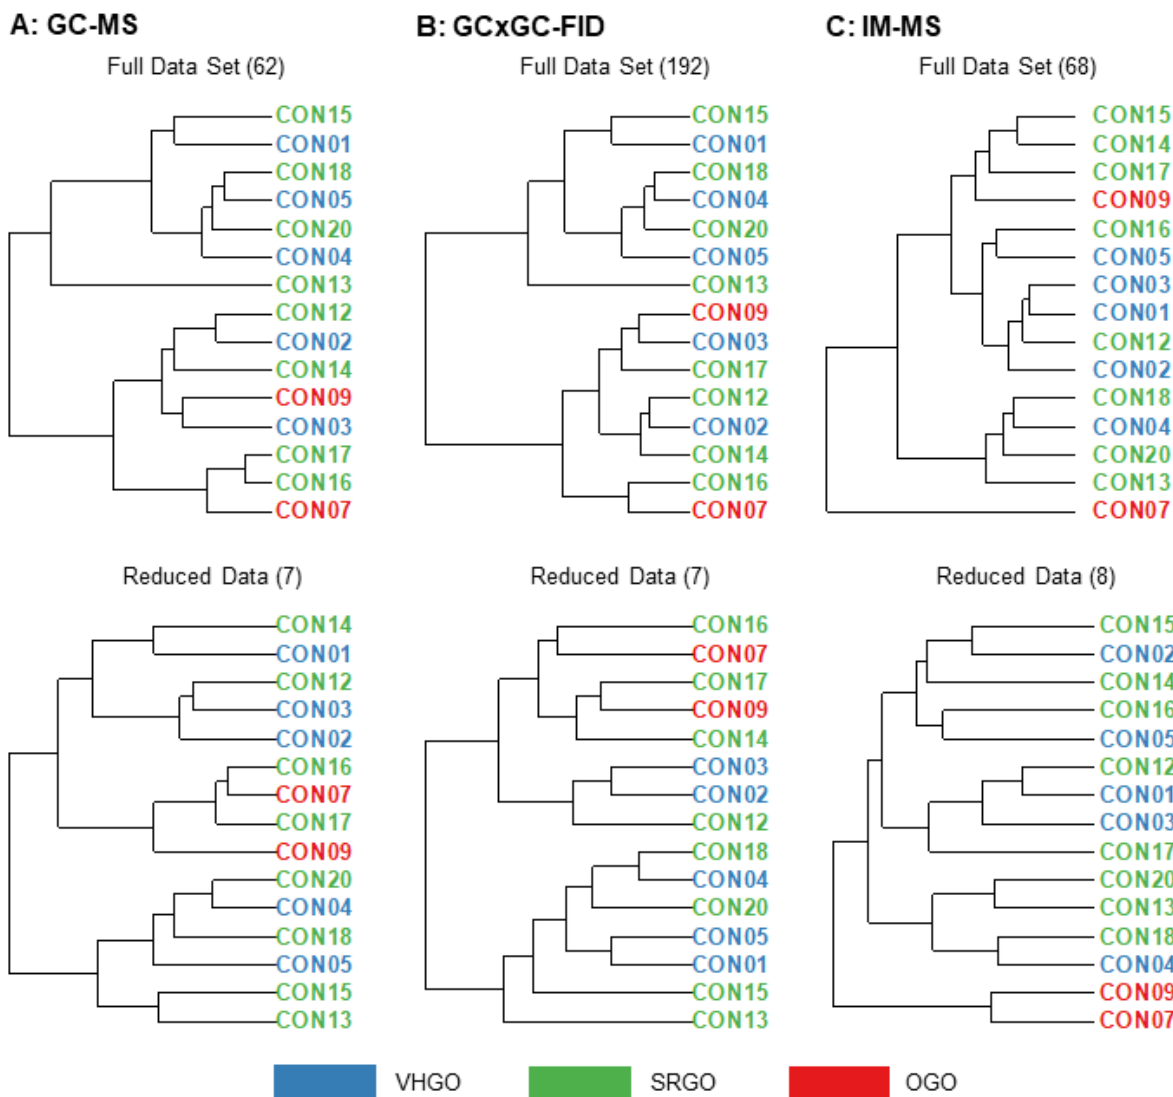 A: GC-MS
Full Data Set (62)
CON15
CON01
CON18
CON05
CON20
CON04
CON13
CON12
CON02
CON14
CON09
CON03
CON17
CON16
CON07
Reduced Data (7)
CON14
CON01
CON12
CON03
CON02
CON16
CON07
CON17
CON09
CON20
CON04
CON18
CON05
CON15
CON13
B: GCxGC-FID
Full Data Set (192)
CON15
CON01
CON18
CON04
CON20
CON05
CON13
CON09
CON03
CON17
CON12
CON02
CON14
CON16
CON07
Reduced Data (7)
CON16
CON07
CON17
CON09
CON14
CON03
CON02
CON12
CON18
CON04
CON20
CON05
CON01
CON15
CON13
C: IM-MS
Full Data Set (68)
CON15
CON14
CON17
CON09
CON16
CON05
CON03
CON01
CON12
CON02
CON18
CON04
CON20
CON13
CON07
Reduced Data (8)
CON15
CON02
CON14
CON16
CON05
CON12
CON01
CON03
CON17
CON20
CON13
CON18
CON04
CON09
CON07
VHGO
SRGO
OGO